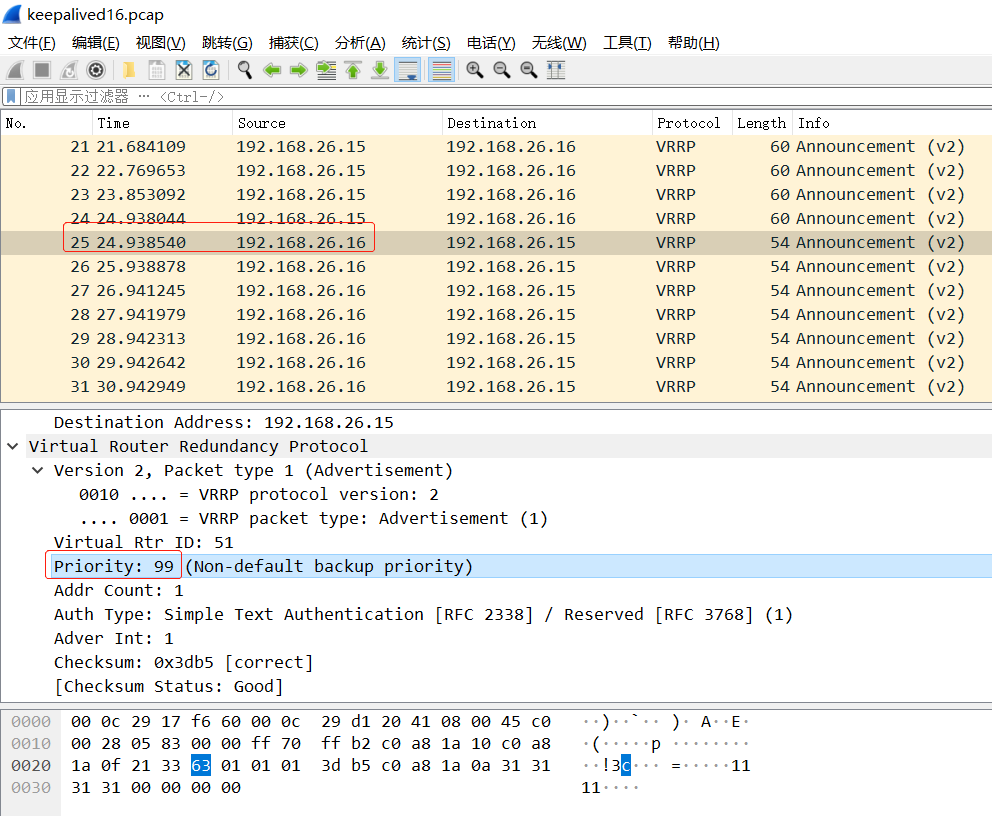 keepalived16.pcap
文件(F) 编辑(E) 视图(V) 跳转(G) 捕获(C) 分析(A) 统计(S) 电话(Y) 无线(W) 工具(T) 帮助(H)
应用显示过滤器 … <Ctrl-/>
No. Time Source Destination Protocol Length Info
21 21.684109 192.168.26.15 192.168.26.16 VRRP 60 Announcement (v2)
22 22.769653 192.168.26.15 192.168.26.16 VRRP 60 Announcement (v2)
23 23.853092 192.168.26.15 192.168.26.16 VRRP 60 Announcement (v2)
24 24.938044 192.168.26.15 192.168.26.16 VRRP 60 Announcement (v2)
25 24.938540 192.168.26.16 192.168.26.15 VRRP 54 Announcement (v2)
26 25.938878 192.168.26.16 192.168.26.15 VRRP 54 Announcement (v2)
27 26.941245 192.168.26.16 192.168.26.15 VRRP 54 Announcement (v2)
28 27.941979 192.168.26.16 192.168.26.15 VRRP 54 Announcement (v2)
29 28.942313 192.168.26.16 192.168.26.15 VRRP 54 Announcement (v2)
30 29.942642 192.168.26.16 192.168.26.15 VRRP 54 Announcement (v2)
31 30.942949 192.168.26.16 192.168.26.15 VRRP 54 Announcement (v2)
Destination Address: 192.168.26.15
Virtual Router Redundancy Protocol
Version 2, Packet type 1 (Advertisement)
0010 .... = VRRP protocol version: 2
.... 0001 = VRRP packet type: Advertisement (1)
Virtual Rtr ID: 51
Priority: 99 (Non-default backup priority)
Addr Count: 1
Auth Type: Simple Text Authentication [RFC 2338] / Reserved [RFC 3768] (1)
Adver Int: 1
Checksum: 0x3db5 [correct]
[Checksum Status: Good]
0000 00 0c 29 17 f6 60 00 0c 29 d1 20 41 08 00 45 c0 ··)··`·· )· A··E·
0010 00 28 05 83 00 00 ff 70 ff b2 c0 a8 1a 10 c0 a8 ·(·····p ········
0020 1a 0f 21 33 63 01 01 01 3d b5 c0 a8 1a 0a 31 31 ··!3c··· =·····11
0030 31 31 00 00 00 00 11····